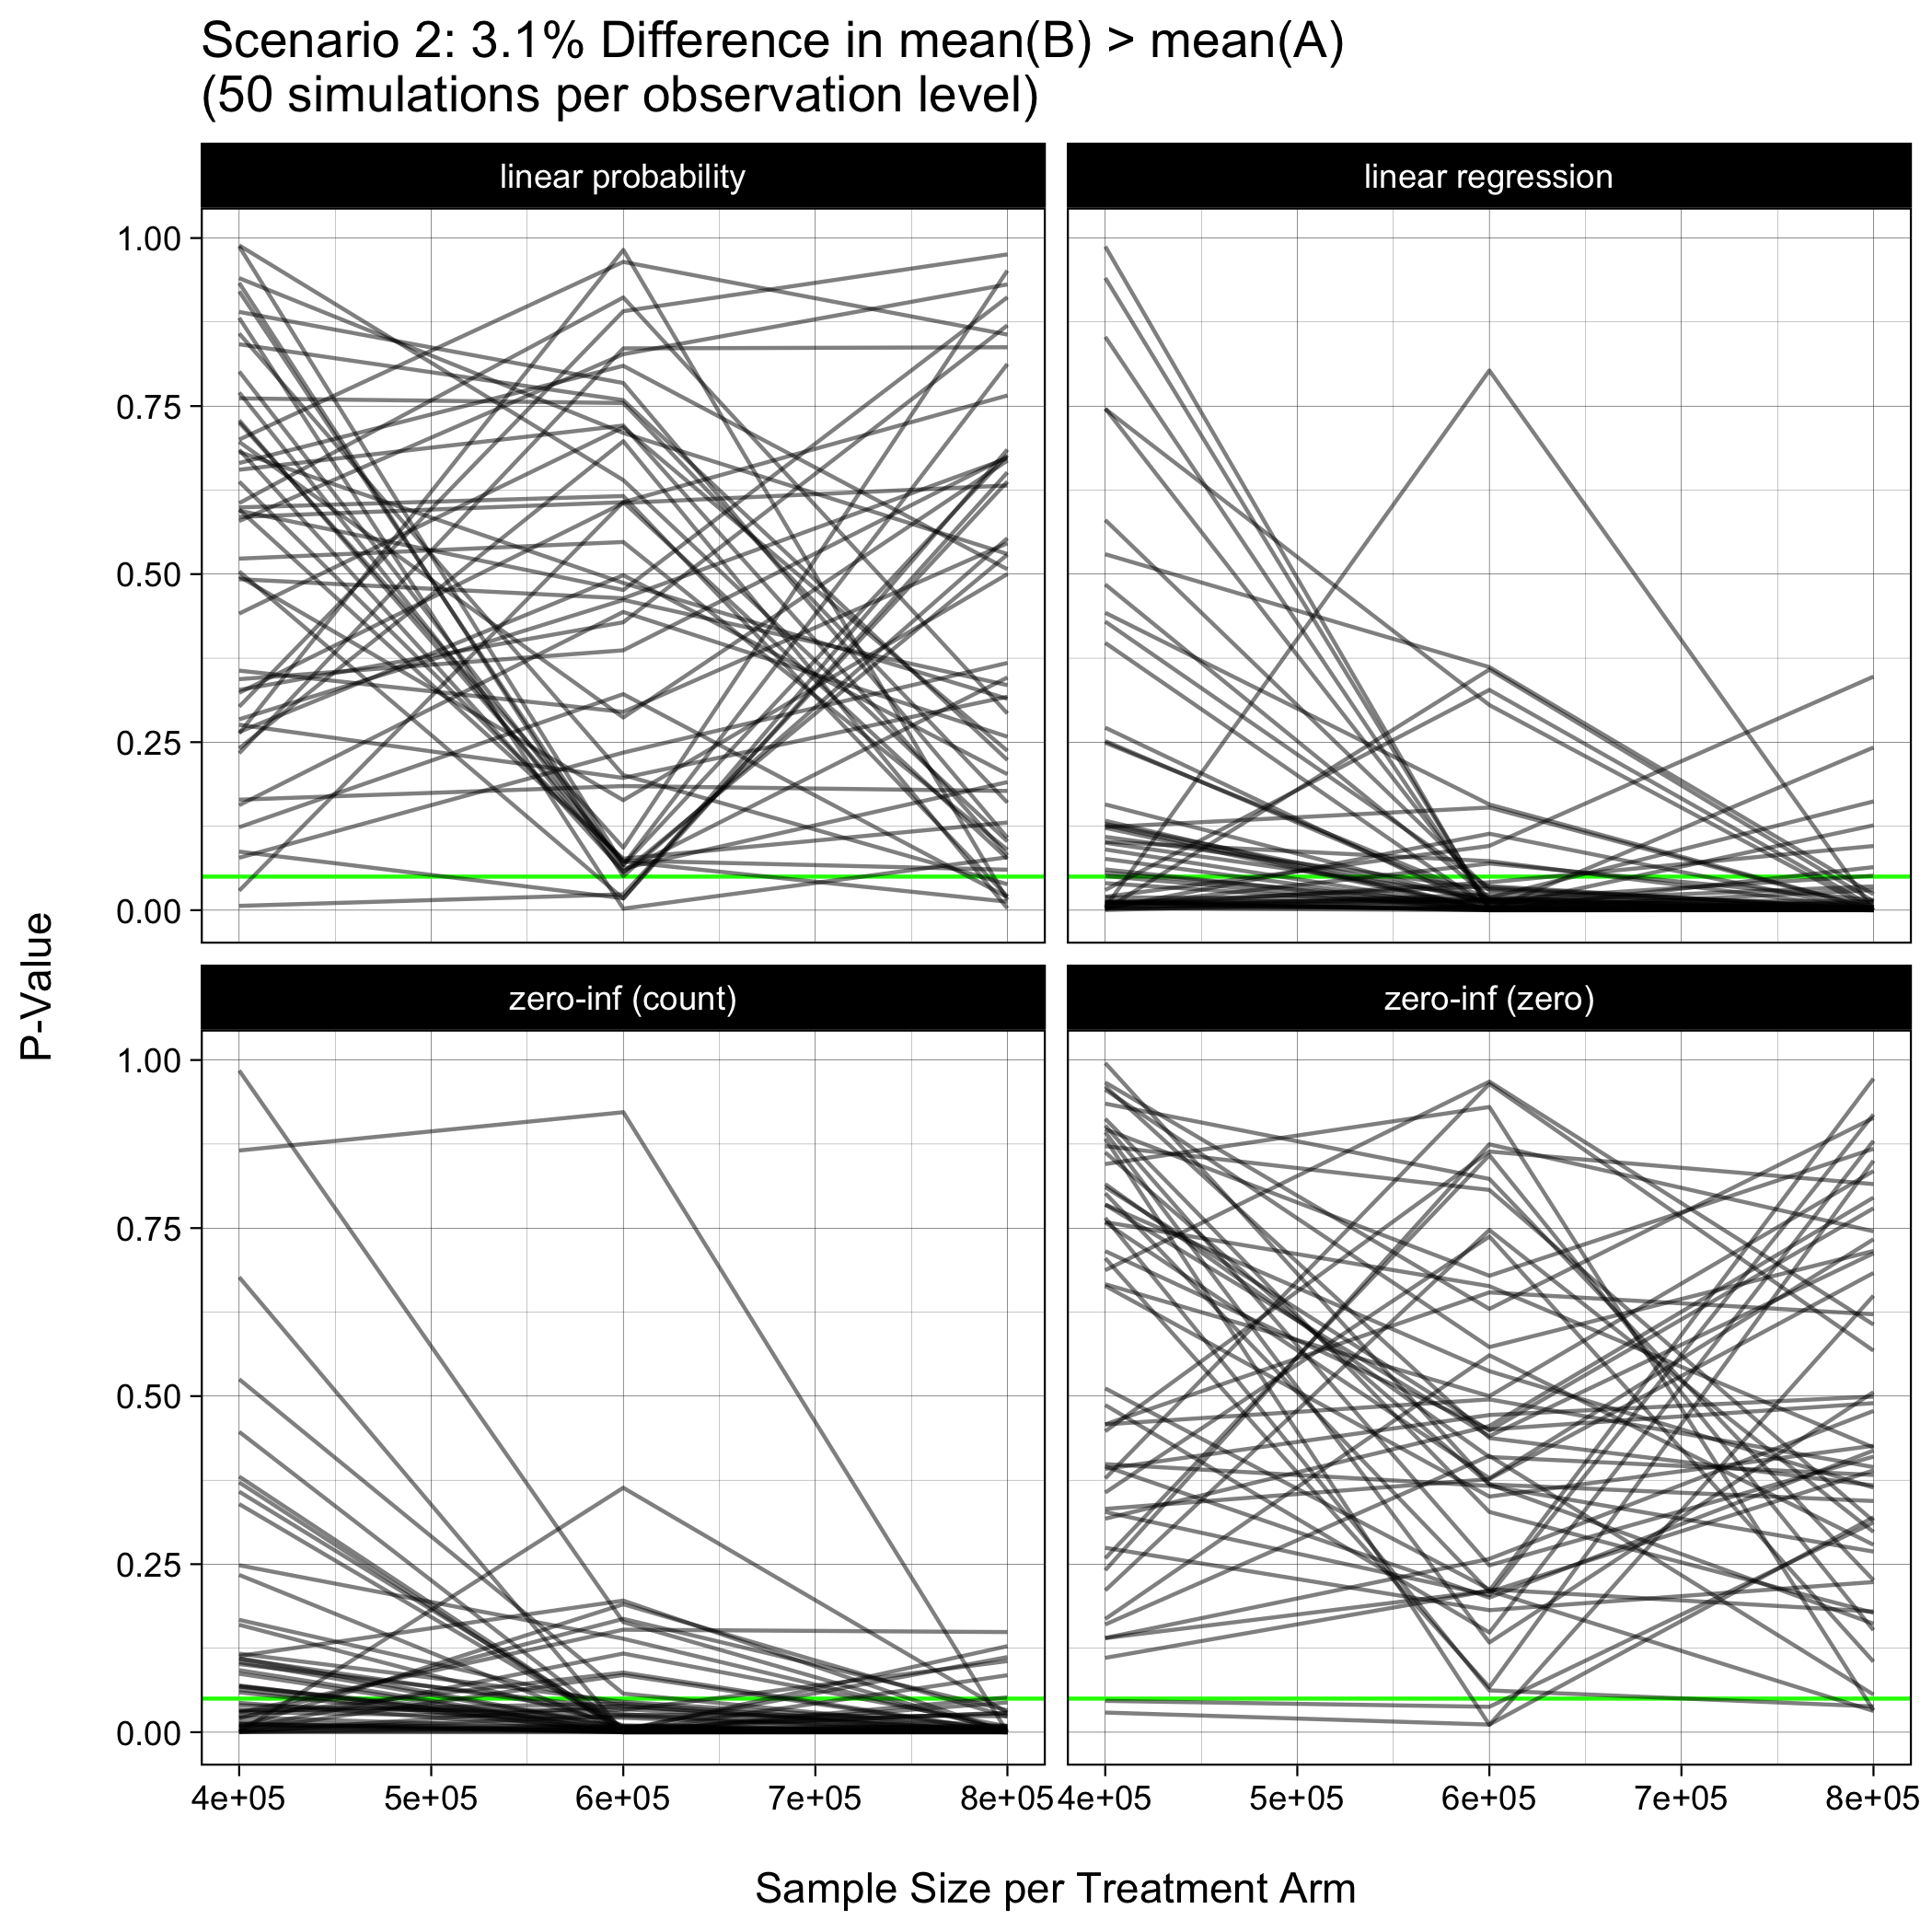 Scenario 2: 3.1% Difference in mean(B) > mean(A)
(50 simulations per observation level)
linear probability
linear regression
1.00
0.75
0.50
0.25
0.00
P-Value
zero-inf (count)
zero-inf (zero)
1.00
0.75
0.50
0.25
0.00
4e+05 5e+05 6e+05 7e+05 8e+05 4e+05 5e+05 6e+05 7e+05 8e+05
Sample Size per Treatment Arm